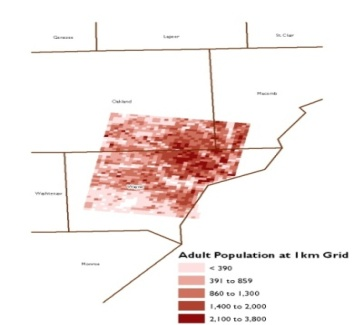 Genesee
Lapeer
St. Clair
Macomb
Oakland
Wayne
Washtenaw
Monroe
Adult Population at 1km Grid
< 390
391 to 859
860 to 1,300
1,400 to 2,000
2,100 to 3,800